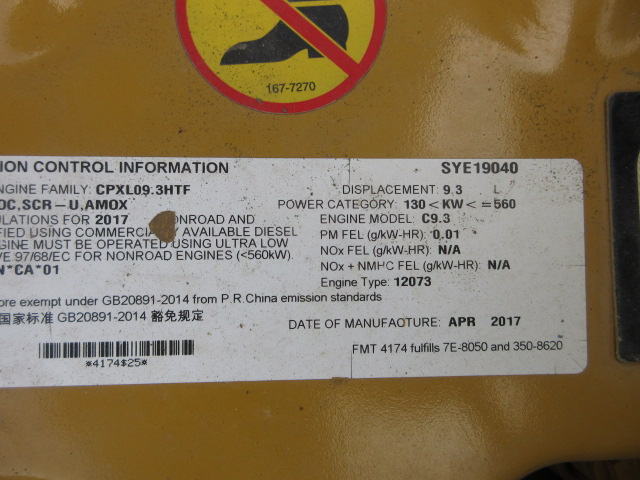 167-7270
ION CONTROL INFORMATION SYE19040
NGINE FAMILY: CPXL09.3HTF DISPLACEMENT: 9.3 L
OC,SCR-U,AMOX POWER CATEGORY: 130<KW<=560
ULATIONS FOR 2017 NONROAD AND ENGINE MODEL: C9.3
FIED USING COMMERCIALLY AVAILABLE DIESEL PM FEL (g/kW-HR): 0.01
GINE MUST BE OPERATED USING ULTRA LOW NOx FEL (g/kW-HR): N/A
VE 97/68/EC FOR NONROAD ENGINES (<560kW). NOx + NMHC FEL (g/kW-HR): N/A
N*CA*01 Engine Type: 12073
ore exempt under GB20891-2014 from P.R.China emission standards
国家标准 GB20891-2014 豁免规定
DATE OF MANUFACTURE: APR 2017
*4174$25* FMT 4174 fulfills 7E-8050 and 350-8620